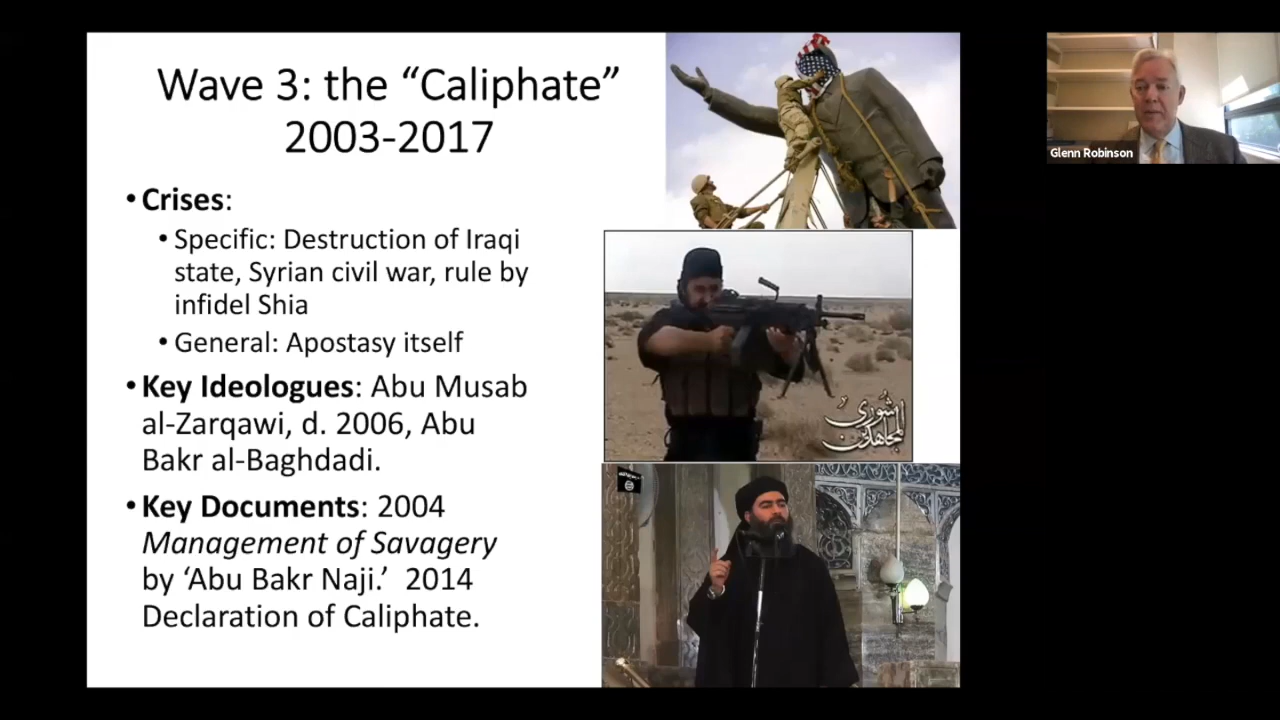 Wave 3: the “Caliphate”
2003-2017
• Crises:
• Specific: Destruction of Iraqi
state, Syrian civil war, rule by
infidel Shia
• General: Apostasy itself
• Key Ideologues: Abu Musab
al-Zarqawi, d. 2006, Abu
Bakr al-Baghdadi.
• Key Documents: 2004
Management of Savagery
by ‘Abu Bakr Naji.’ 2014
Declaration of Caliphate.
شورى
المجاهدين
Glenn Robinson